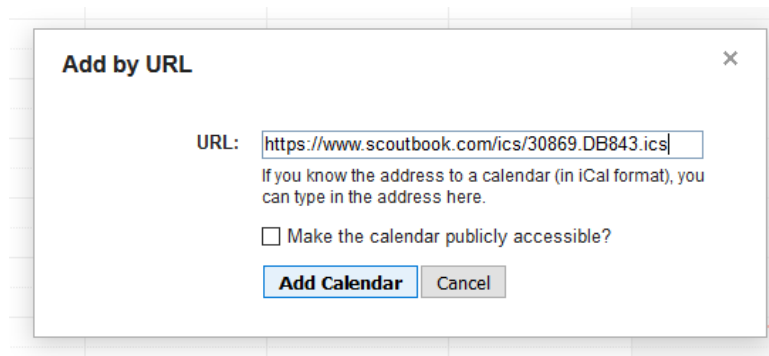 Add by URL
×
URL: https://www.scoutbook.com/ics/30869.DB843.ics
If you know the address to a calendar (in iCal format), you
can type in the address here.
Make the calendar publicly accessible?
Add Calendar Cancel